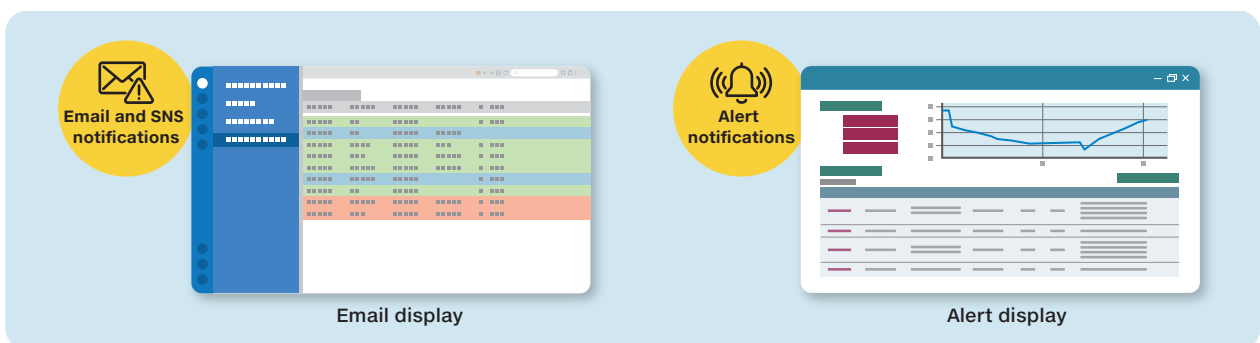 Email and SNS
notifications
Email display
Alert
notifications
Alert display